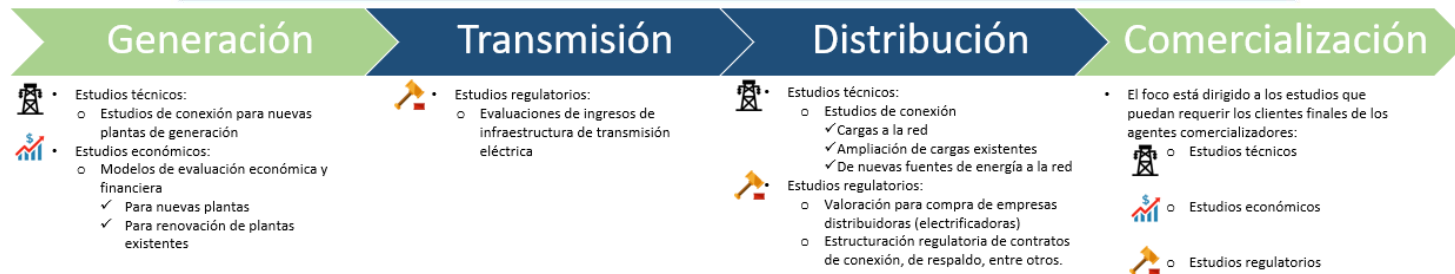 Generación
Transmisión
Distribución
Comercialización
• Estudios técnicos:
o Estudios de conexión para nuevas
plantas de generación
• Estudios económicos:
o Modelos de evaluación económica y
financiera
✓ Para nuevas plantas
✓ Para renovación de plantas
existentes
• Estudios regulatorios:
o Evaluaciones de ingresos de
infraestructura de transmisión
eléctrica
• Estudios técnicos:
o Estudios de conexión
✓Cargas a la red
✓Ampliación de cargas existentes
✓De nuevas fuentes de energía a la red
• Estudios regulatorios:
o Valoración para compra de empresas
distribuidoras (electrificadoras)
o Estructuración regulatoria de contratos
de conexión, de respaldo, entre otros.
• El foco está dirigido a los estudios que
puedan requerir los clientes finales de los
agentes comercializadores:
o Estudios técnicos
o Estudios económicos
o Estudios regulatorios